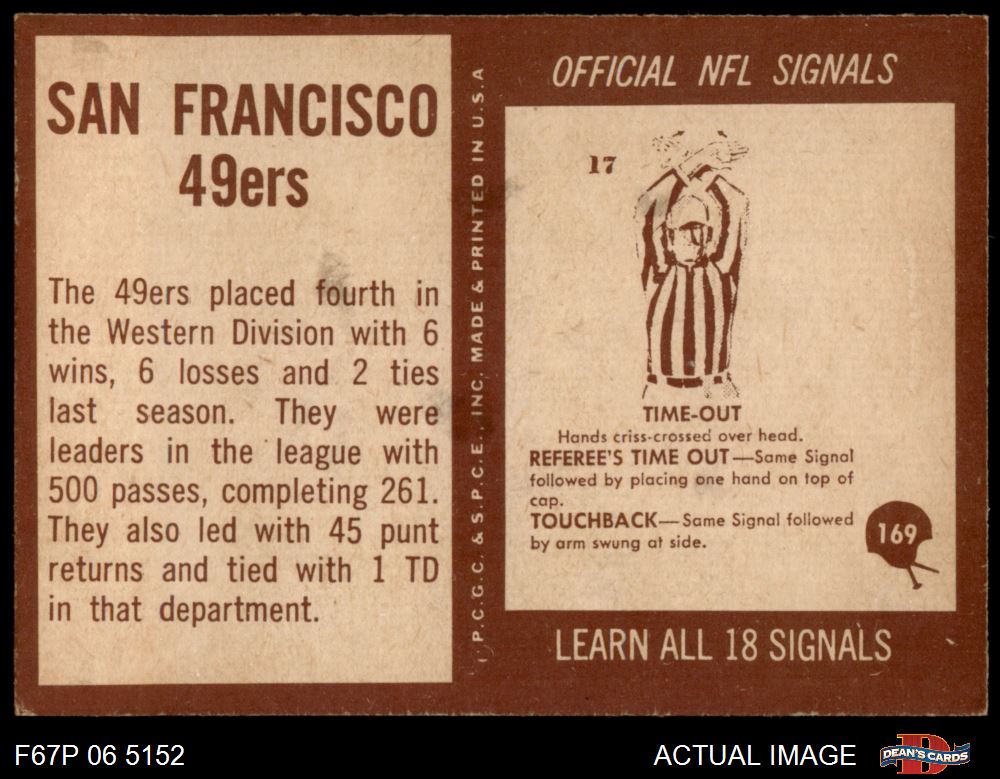 SAN FRANCISCO
49ers
The 49ers placed fourth in
the Western Division with 6
wins, 6 losses and 2 ties
last season. They were
leaders in the league with
500 passes, completing 261.
They also led with 45 punt
returns and tied with 1 TD
in that department.
P.C.G.C. & S.P.C.E., INC. MADE & PRINTED IN U.S.A
OFFICIAL NFL SIGNALS
17
TIME-OUT
Hands criss-crossed over head.
REFEREE'S TIME OUT—Same Signal
followed by placing one hand on top of
cap.
TOUCHBACK—Same Signal followed
by arm swung at side.
169
LEARN ALL 18 SIGNALS
F67P 06 5152
ACTUAL IMAGE
D
DEAN'S CARDS